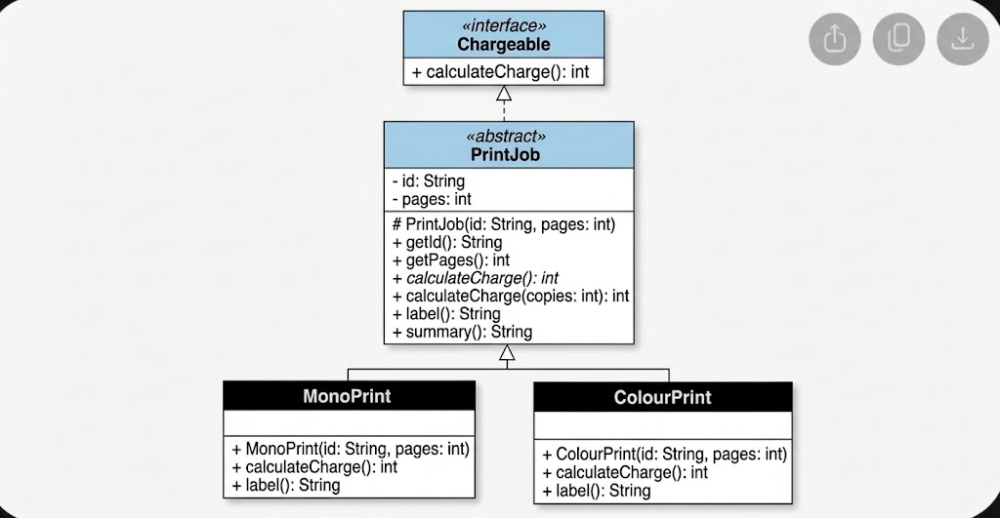 «interface»
Chargeable
+ calculateCharge(): int
«abstract»
PrintJob
- id: String
- pages: int
# PrintJob(id: String, pages: int)
+ getId(): String
+ getPages(): int
+ calculateCharge(): int
+ calculateCharge(copies: int): int
+ label(): String
+ summary(): String
MonoPrint
+ MonoPrint(id: String, pages: int)
+ calculateCharge(): int
+ label(): String
ColourPrint
+ ColourPrint(id: String, pages: int)
+ calculateCharge(): int
+ label(): String